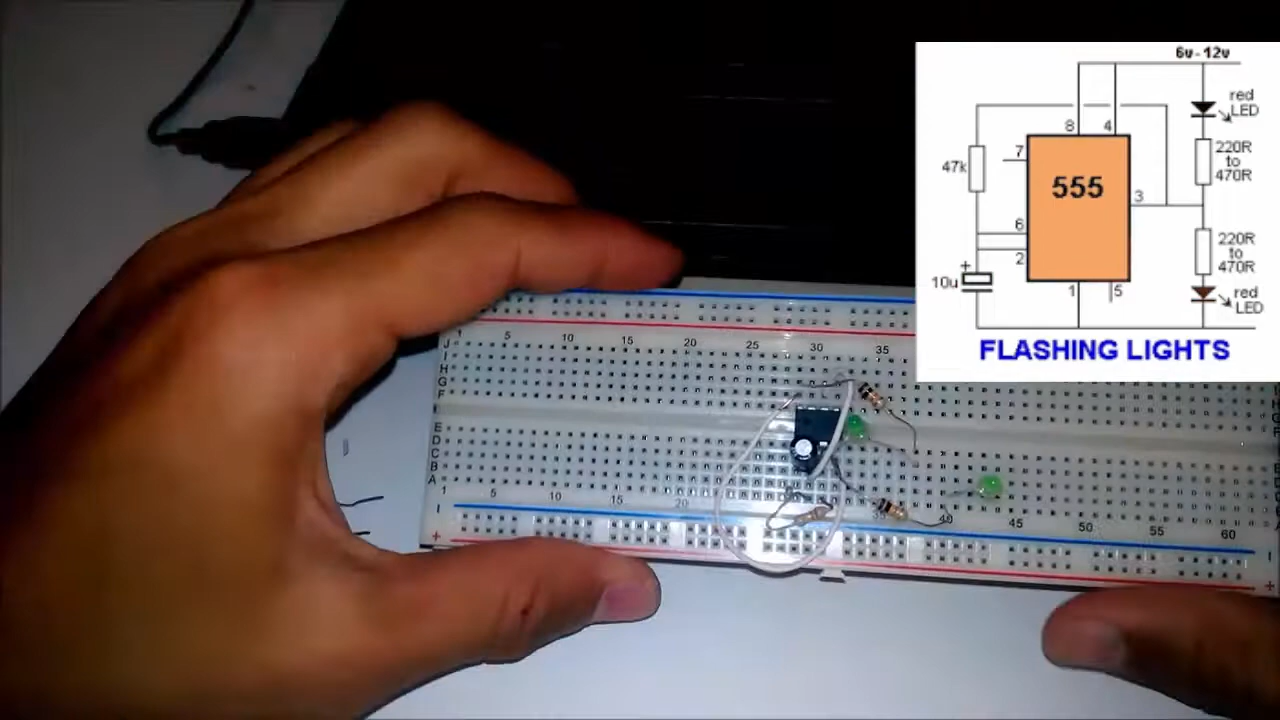 6v-12v
red
LED
8
4
7
47k
555
220R
to
470R
3
6
2
220R
to
470R
10u
+
1
5
red
LED
FLASHING LIGHTS
1 5 10 15 20 25 30 35
J
I
H
G
F
E
D
C
B
A
1 5 10 15 20 35 40 45 50 55 60
+
+